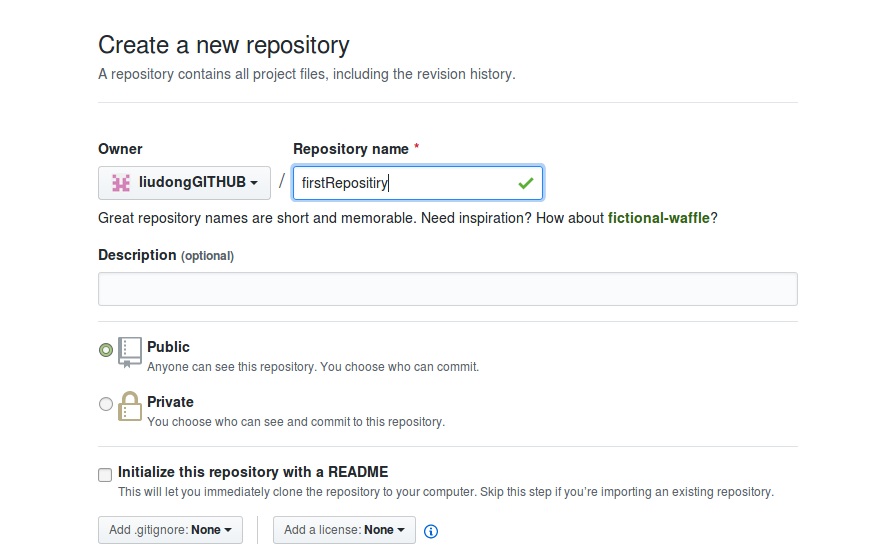 Create a new repository
A repository contains all project files, including the revision history.
Owner
Repository name *
liudongGITHUB
/
firstRepositiry
Great repository names are short and memorable. Need inspiration? How about fictional-waffle?
Description (optional)
Public
Anyone can see this repository. You choose who can commit.
Private
You choose who can see and commit to this repository.
Initialize this repository with a README
This will let you immediately clone the repository to your computer. Skip this step if you're importing an existing repository.
Add .gitignore: None
Add a license: None